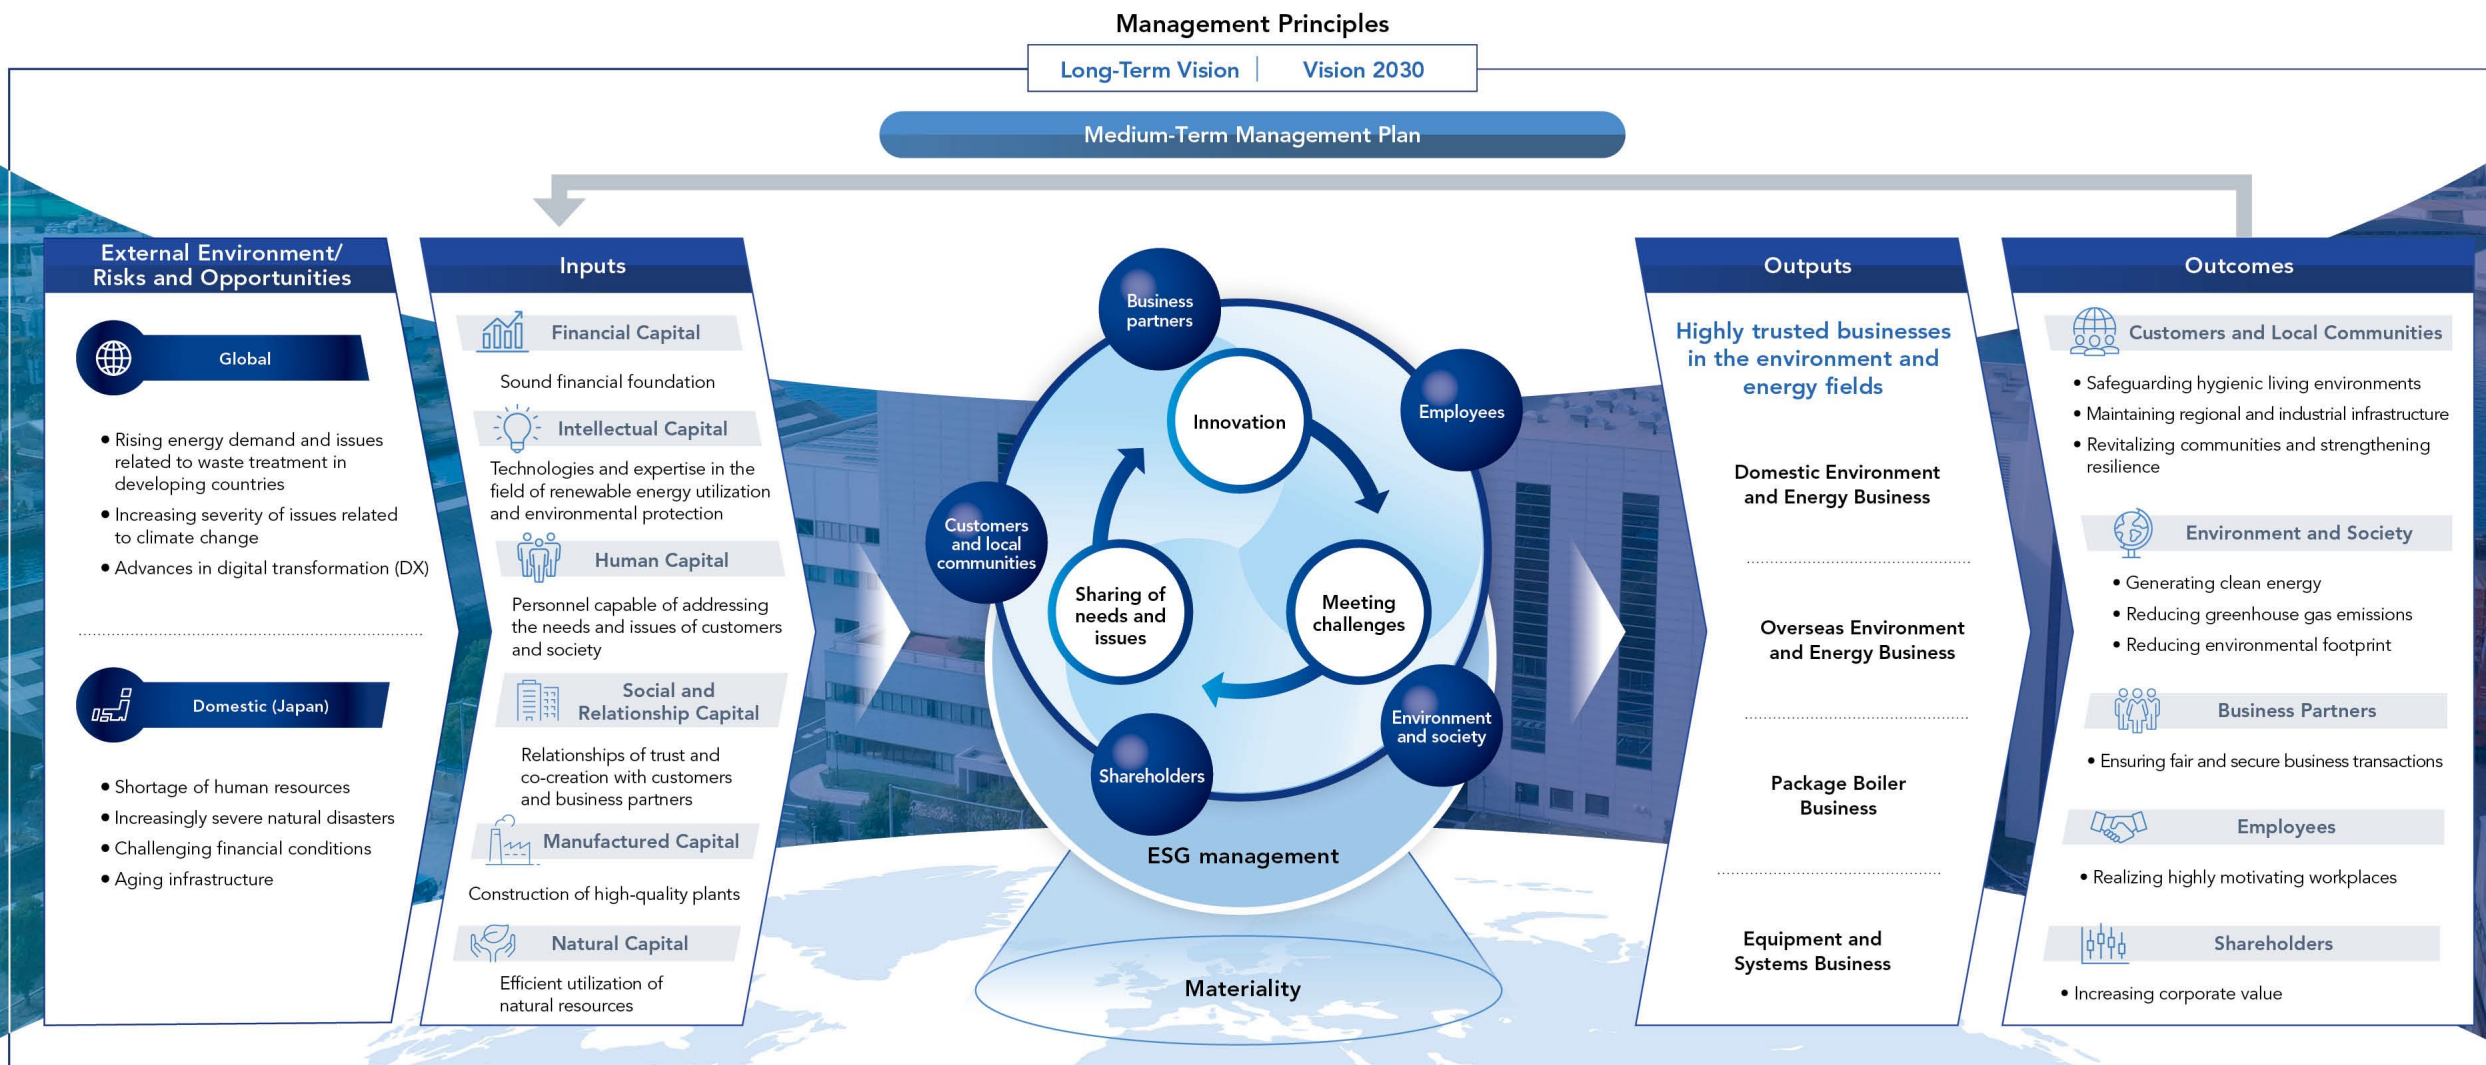 Management Principles
Long-Term Vision
Vision 2030
Medium-Term Management Plan
External Environment/
Risks and Opportunities
Global
• Rising energy demand and issues
related to waste treatment in
developing countries
• Increasing severity of issues related
to climate change
• Advances in digital transformation (DX)
Domestic (Japan)
• Shortage of human resources
• Increasingly severe natural disasters
• Challenging financial conditions
• Aging infrastructure
Inputs
Financial Capital
Sound financial foundation
Intellectual Capital
Technologies and expertise in the
field of renewable energy utilization
and environmental protection
Human Capital
Personnel capable of addressing
the needs and issues of customers
and society
Social and
Relationship Capital
Relationships of trust and
co-creation with customers
and business partners
Manufactured Capital
Construction of high-quality plants
Natural Capital
Efficient utilization of
natural resources
Business
partners
Employees
Innovation
Customers
and local
communities
Sharing of
needs and
issues
Meeting
challenges
Environment
and society
Shareholders
ESG management
Materiality
Outputs
Highly trusted businesses
in the environment and
energy fields
Domestic Environment
and Energy Business
Overseas Environment
and Energy Business
Package Boiler
Business
Equipment and
Systems Business
Outcomes
Customers and Local Communities
• Safeguarding hygienic living environments
• Maintaining regional and industrial infrastructure
• Revitalizing communities and strengthening
resilience
Environment and Society
• Generating clean energy
• Reducing greenhouse gas emissions
• Reducing environmental footprint
Business Partners
• Ensuring fair and secure business transactions
Employees
• Realizing highly motivating workplaces
Shareholders
• Increasing corporate value